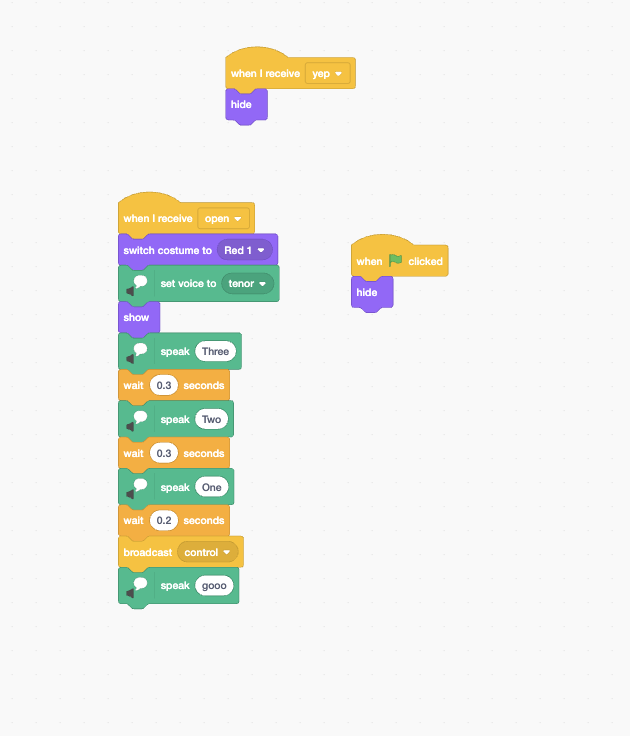 when I receive yep
hide
when I receive open
switch costume to Red 1
set voice to tenor
show
speak Three
wait 0.3 seconds
speak Two
wait 0.3 seconds
speak One
wait 0.2 seconds
broadcast control
speak gooo
when clicked
hide